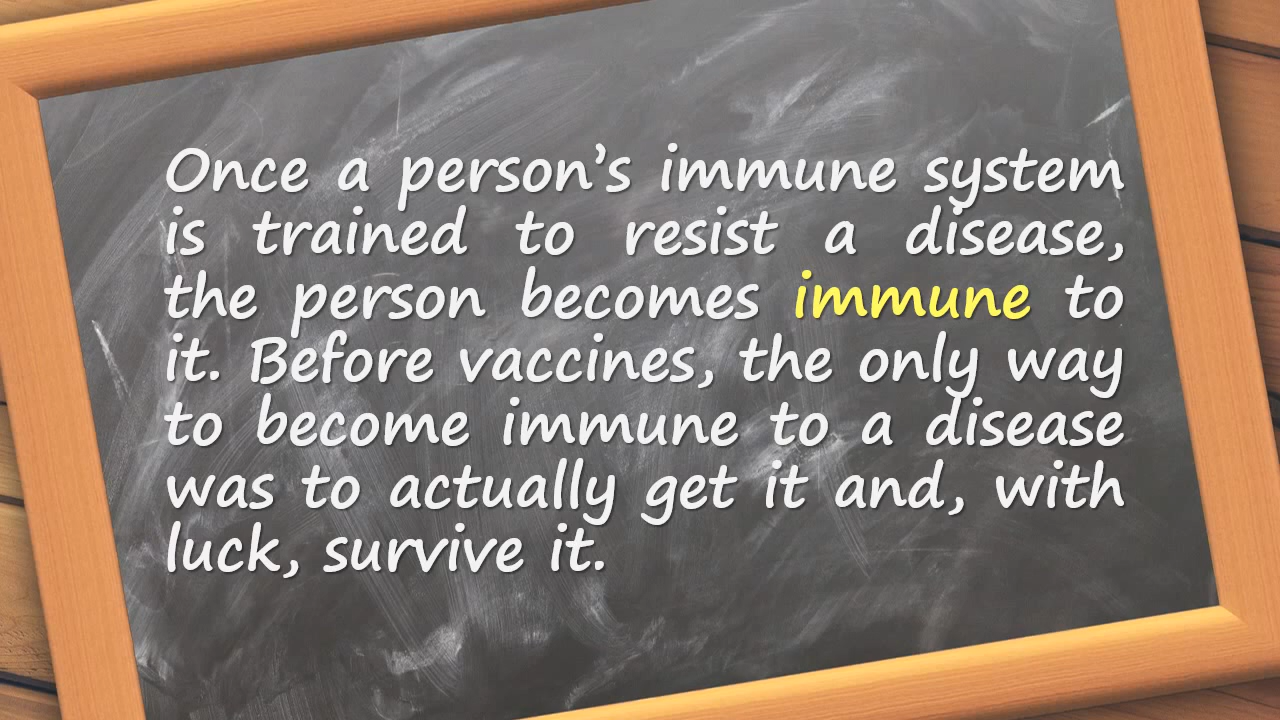 Once a person’s immune system
is trained to resist a disease,
the person becomes immune to
it. Before vaccines, the only way
to become immune to a disease
was to actually get it and, with
luck, survive it.